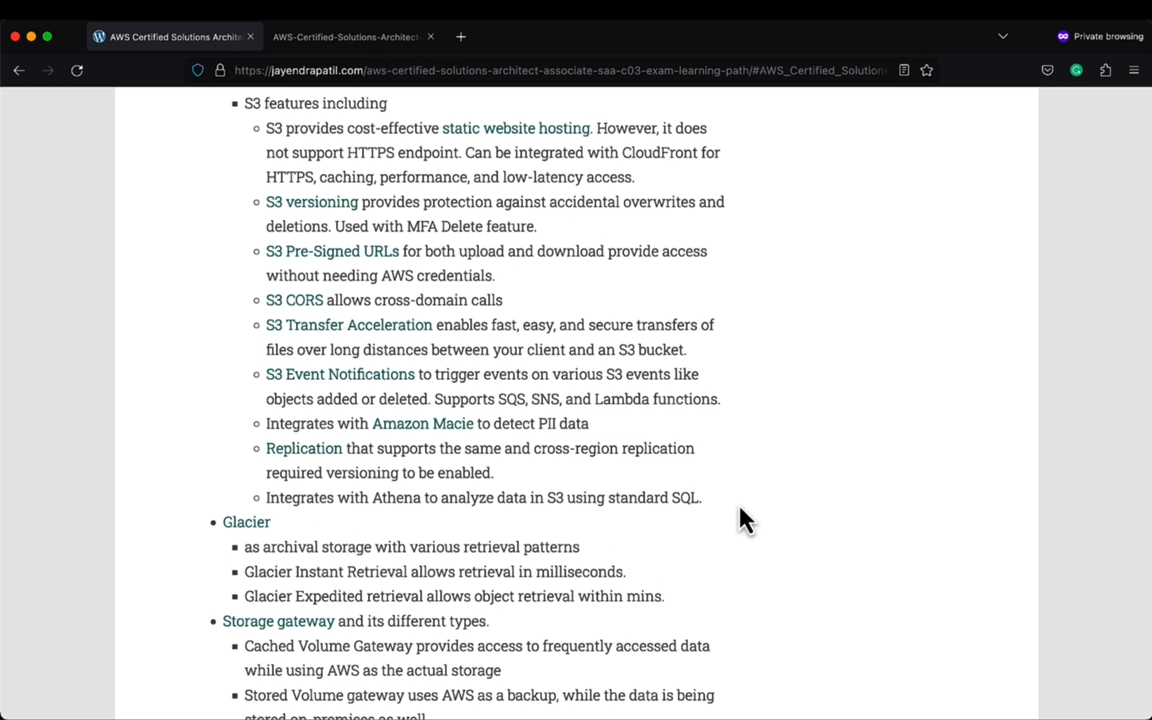 AWS Certified Solutions Archite
AWS-Certified-Solutions-Architect
Private browsing
https://jayendrapatil.com/aws-certified-solutions-architect-associate-saa-c03-exam-learning-path/#AWS_Certified_Solutions
S3 features including
S3 provides cost-effective static website hosting. However, it does
not support HTTPS endpoint. Can be integrated with CloudFront for
HTTPS, caching, performance, and low-latency access.
S3 versioning provides protection against accidental overwrites and
deletions. Used with MFA Delete feature.
S3 Pre-Signed URLs for both upload and download provide access
without needing AWS credentials.
S3 CORS allows cross-domain calls
S3 Transfer Acceleration enables fast, easy, and secure transfers of
files over long distances between your client and an S3 bucket.
S3 Event Notifications to trigger events on various S3 events like
objects added or deleted. Supports SQS, SNS, and Lambda functions.
Integrates with Amazon Macie to detect PII data
Replication that supports the same and cross-region replication
required versioning to be enabled.
Integrates with Athena to analyze data in S3 using standard SQL.
Glacier
as archival storage with various retrieval patterns
Glacier Instant Retrieval allows retrieval in milliseconds.
Glacier Expedited retrieval allows object retrieval within mins.
Storage gateway and its different types.
Cached Volume Gateway provides access to frequently accessed data
while using AWS as the actual storage
Stored Volume gateway uses AWS as a backup, while the data is being
stored on-premises as well